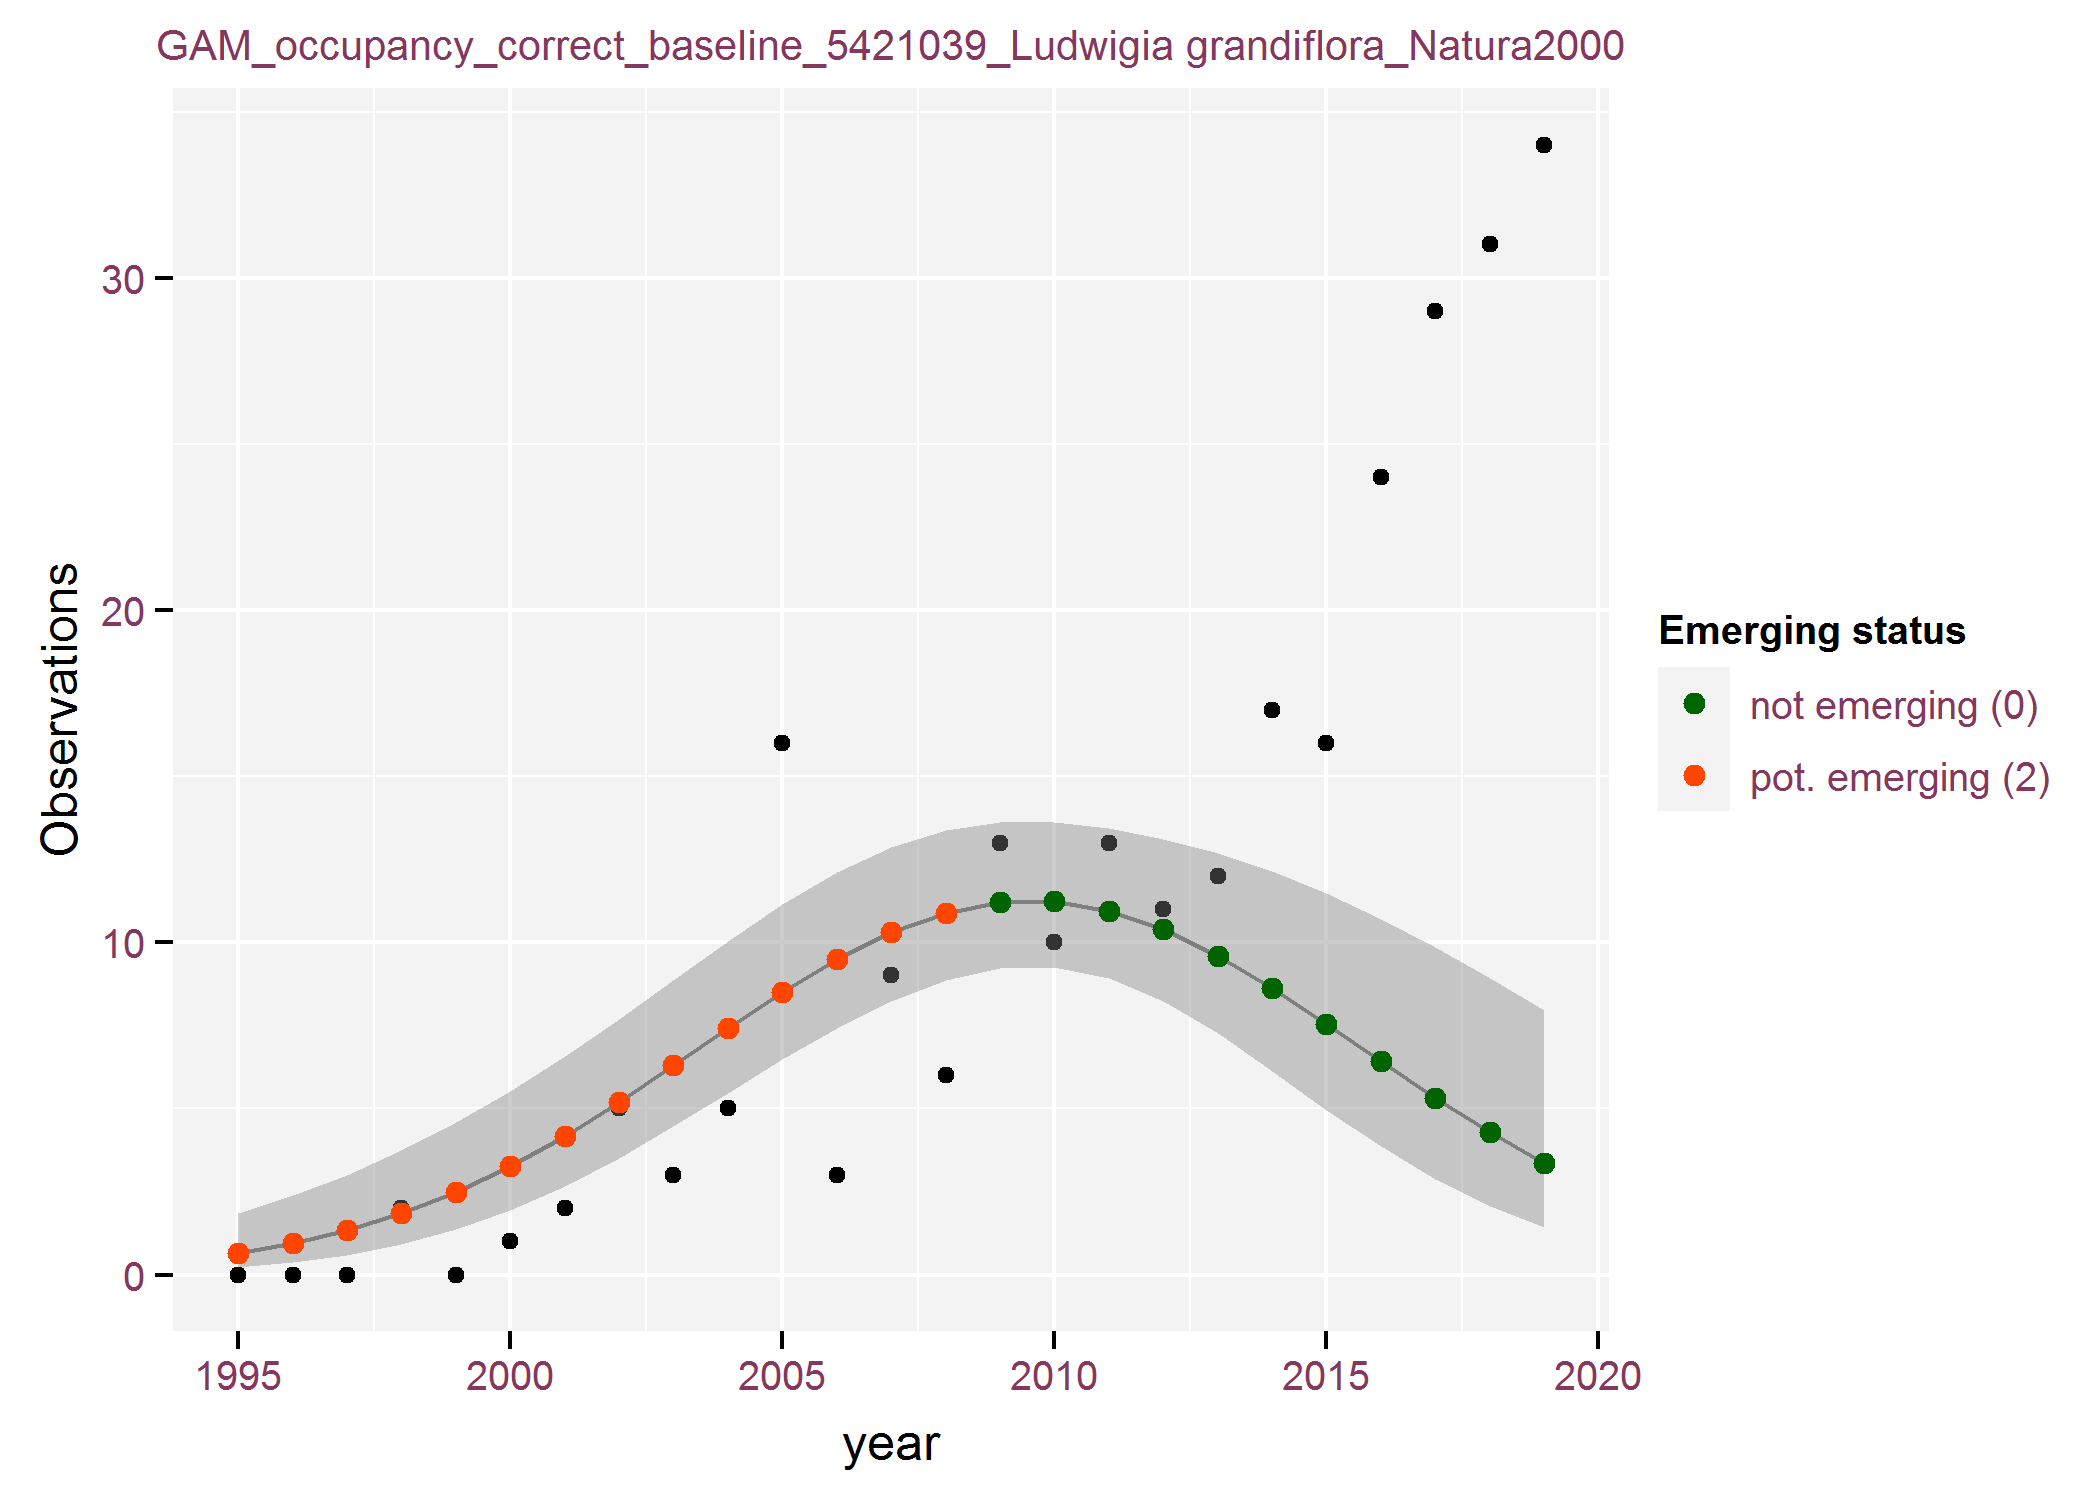 GAM_occupancy_correct_baseline_5421039_Ludwigia grandiflora_Natura2000
Observations
30
20
10
0
1995 2000 2005 2010 2015 2020
year
Emerging status
not emerging (0)
pot. emerging (2)